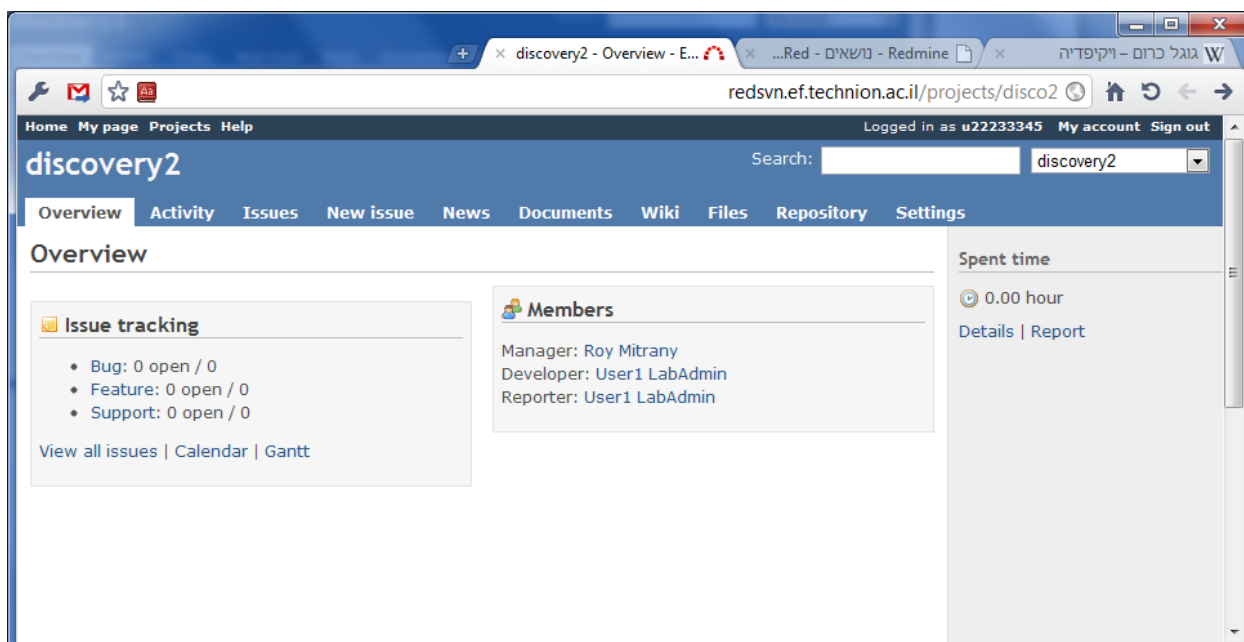 discovery2 - Overview - E...
...Red - נושאים - Redmine
גוגל כרום – ויקיפדיה
redsvn.ef.technion.ac.il/projects/disco2
Home My page Projects Help
Logged in as u22233345 My account Sign out
discovery2
Search:
discovery2
Overview Activity Issues New issue News Documents Wiki Files Repository Settings
Overview
Issue tracking
Bug: 0 open / 0
Feature: 0 open / 0
Support: 0 open / 0
View all issues | Calendar | Gantt
Members
Manager: Roy Mitrany
Developer: User1 LabAdmin
Reporter: User1 LabAdmin
Spent time
0.00 hour
Details | Report